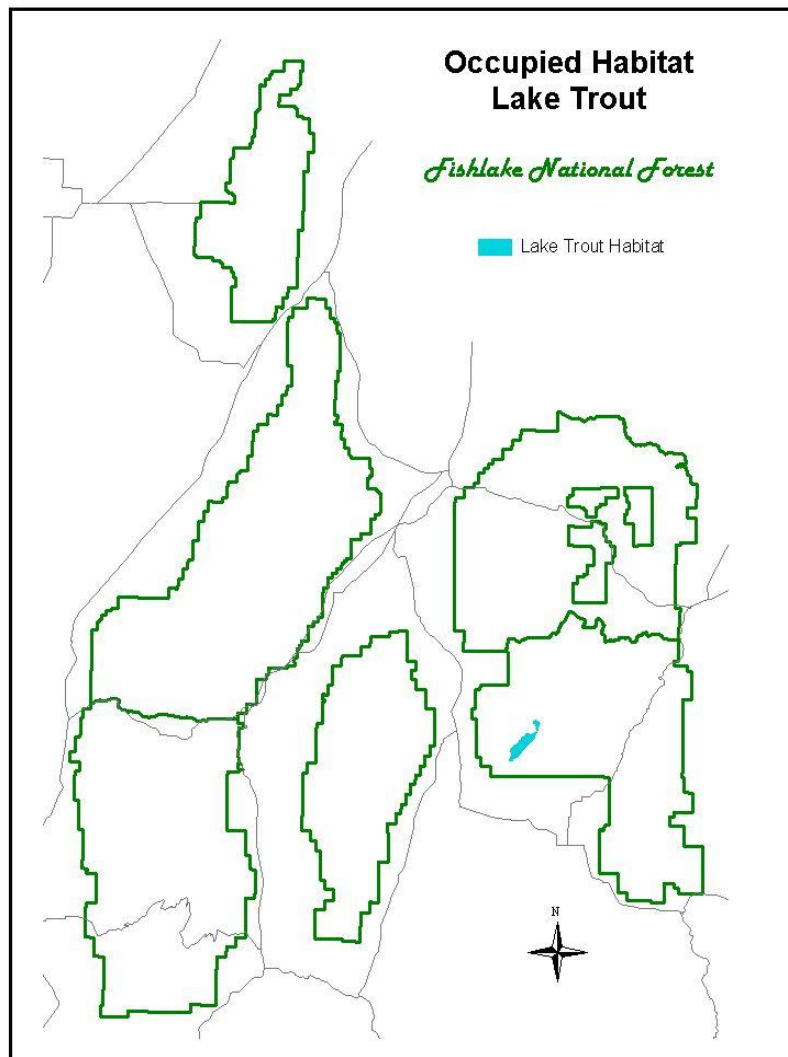 Occupied Habitat
Lake Trout
Fishlake National Forest
Lake Trout Habitat
N